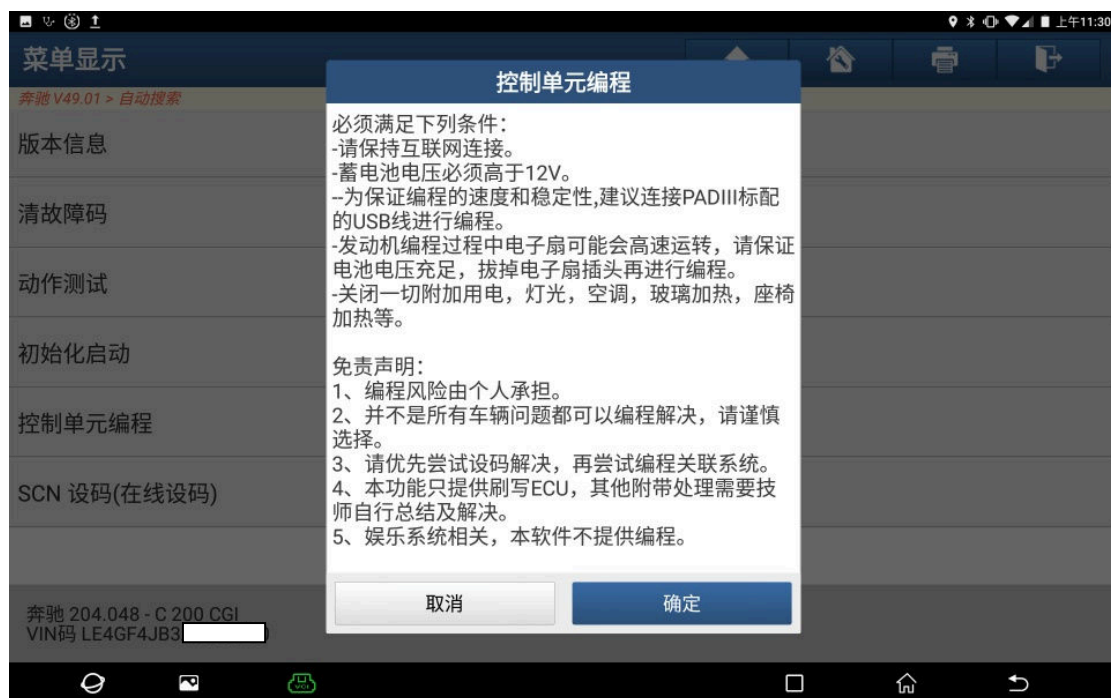 上午11:30
菜单显示
奔驰 V49.01 > 自动搜索
版本信息
清故障码
动作测试
初始化启动
控制单元编程
SCN 设码(在线设码)
奔驰 204.048 - C 200 CGI
VIN码 LE4GF4JB3
控制单元编程
必须满足下列条件：
-请保持互联网连接。
-蓄电池电压必须高于12V。
--为保证编程的速度和稳定性,建议连接PADIII标配
的USB线进行编程。
-发动机编程过程中电子扇可能会高速运转，请保证
电池电压充足，拔掉电子扇插头再进行编程。
-关闭一切附加用电，灯光，空调，玻璃加热，座椅
加热等。
免责声明：
1、编程风险由个人承担。
2、并不是所有车辆问题都可以编程解决，请谨慎
选择。
3、请优先尝试设码解决，再尝试编程关联系统。
4、本功能只提供刷写ECU，其他附带处理需要技
师自行总结及解决。
5、娱乐系统相关，本软件不提供编程。
取消
确定
VCI